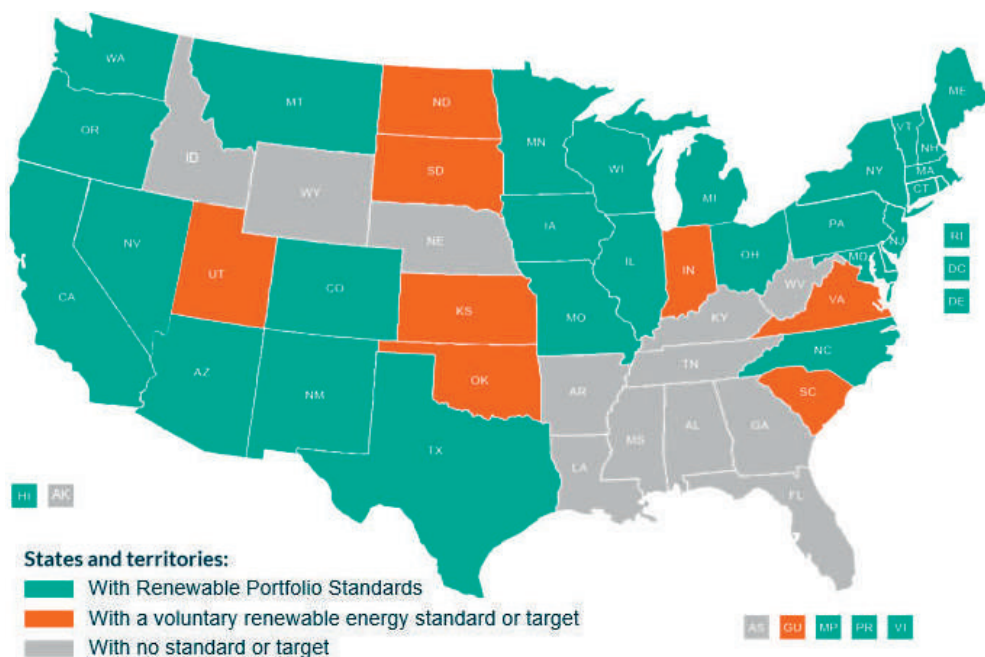 WA
MT
ND
MN
ME
OR
ID
SD
WI
VT
NH
NY
MA
CT
WY
MI
NE
IA
PA
NJ
RI
NV
UT
CO
IL
IN
OH
MD
DC
WV
VA
DE
CA
KS
MO
KY
NC
AZ
NM
OK
TN
AR
SC
TX
MS
AL
GA
LA
FL
HI
AK
States and territories:
With Renewable Portfolio Standards
With a voluntary renewable energy standard or target
With no standard or target
AS
GU
MP
PR
VI